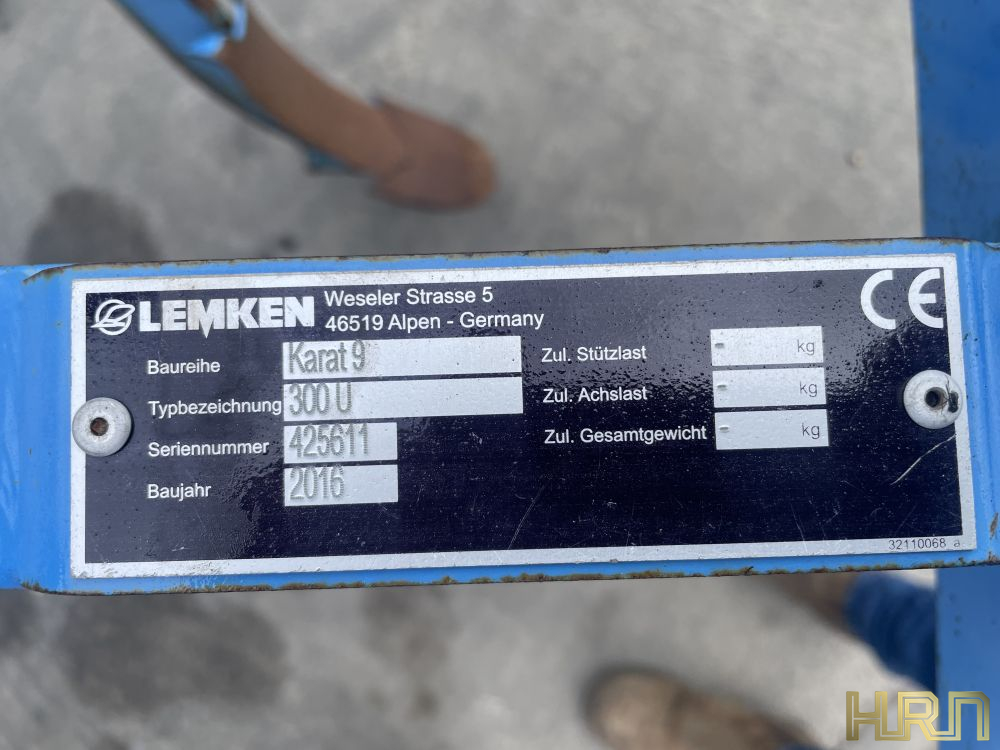 LEMKEN
Weseler Strasse 5
46519 Alpen - Germany
CE
Baureihe Karat 9
Typbezeichnung 300 U
Seriennummer 425611
Baujahr 2016
Zul. Stützlast - kg
Zul. Achslast - kg
Zul. Gesamtgewicht - kg
32110068 a
HRN